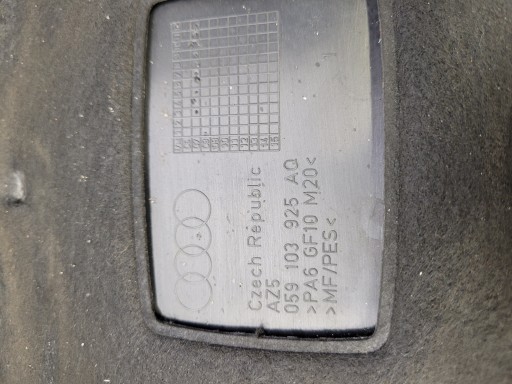 Czech Republic
AZ5
059 103 925 AQ
>PA6 GF10 M20<
>MF/PES<